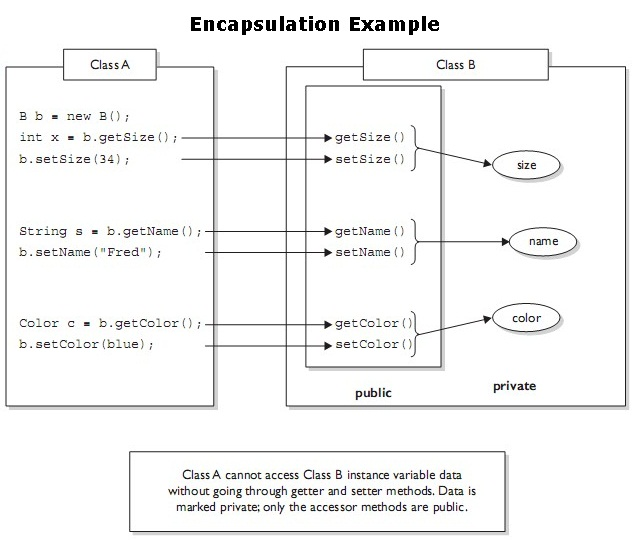 Encapsulation Example
Class A
Class B
B b = new B();
int x = b.getSize();
b.setSize(34);
String s = b.getName();
b.setName("Fred");
Color c = b.getColor();
b.setColor(blue);
getSize()
setSize()
getName()
setName()
getColor()
setColor()
size
name
color
public
private
Class A cannot access Class B instance variable data
without going through getter and setter methods. Data is
marked private; only the accessor methods are public.